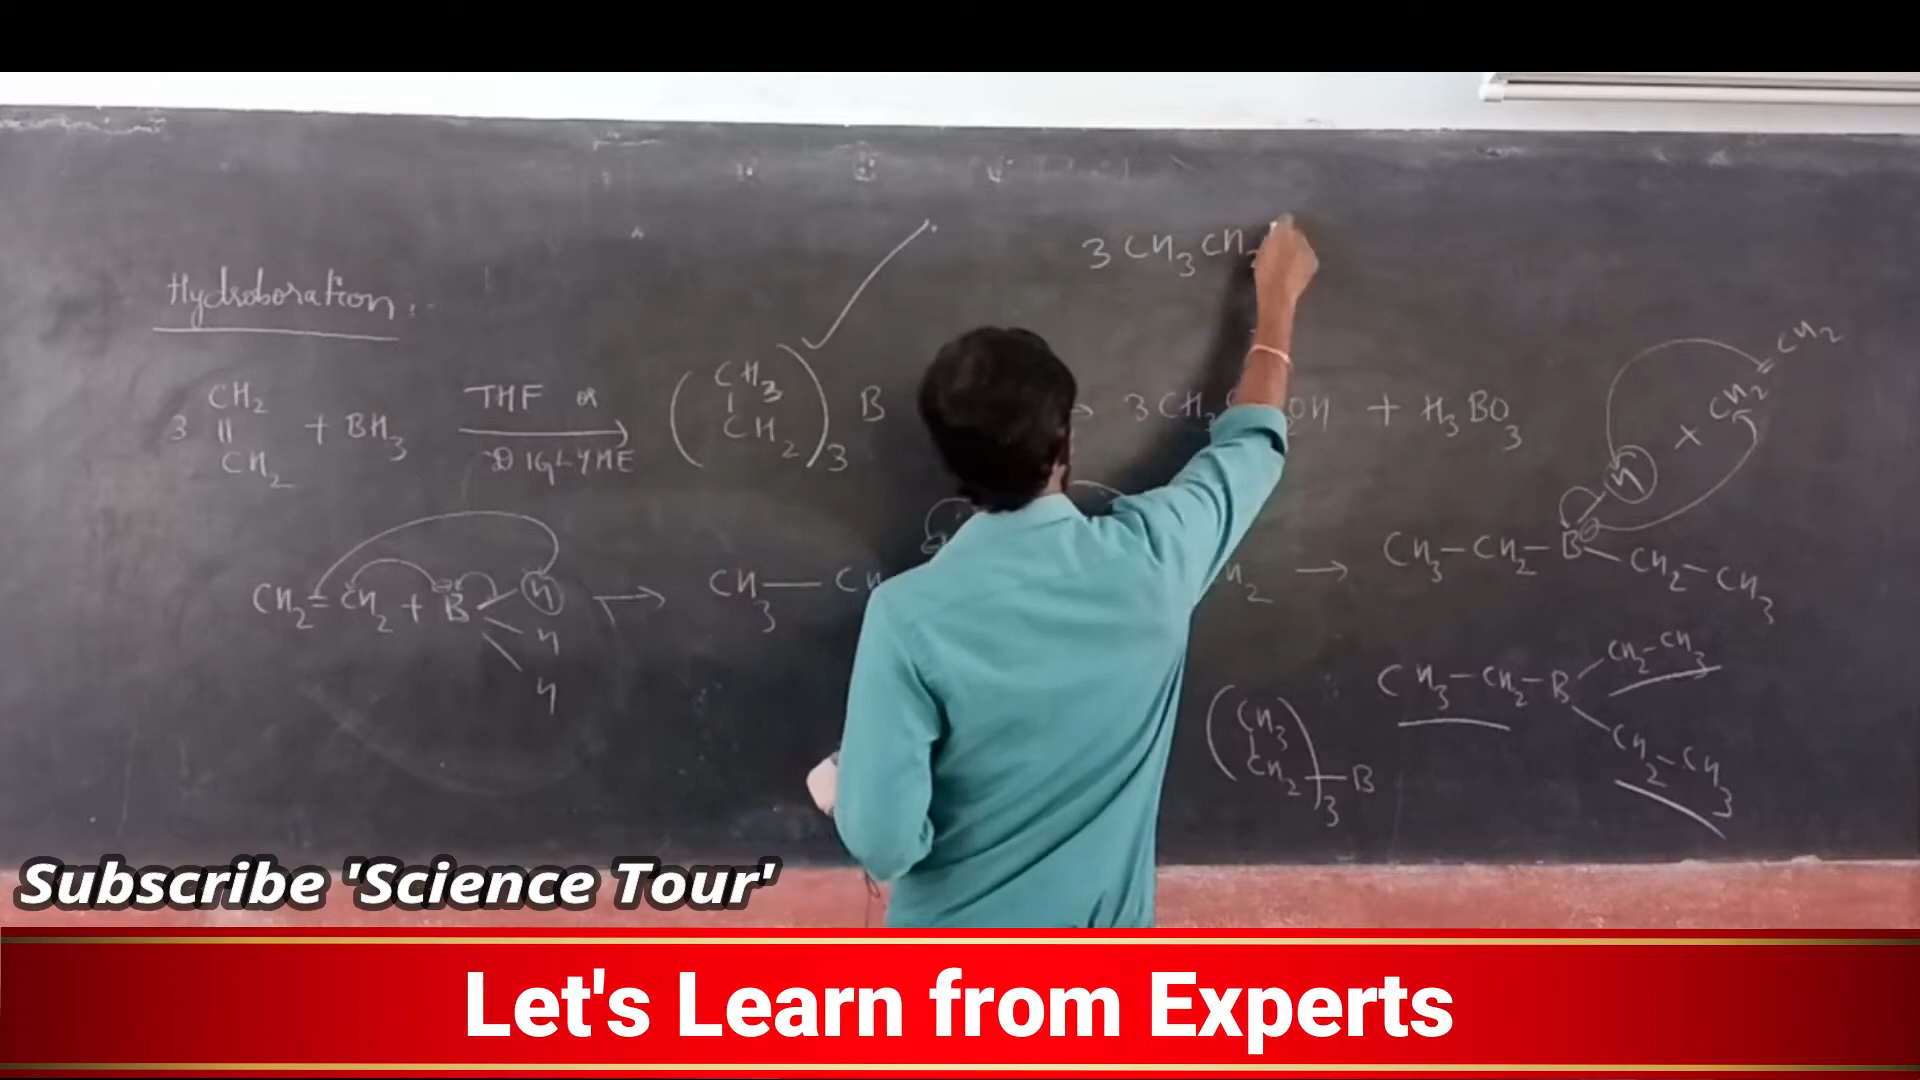 3 CH3 CH2
Hydroboration
CH2
3 || + BH3
CH2
THF or
DIGLYME
( CH3
CH2 )3 B
→ 3 CH3 OH + H3BO3
CH2
CH2
H +
CH2 = CH2 + B H
H
H
→ CH3 — CH
H2 →
CH3 – CH2 – B – CH2 – CH3
CH3 – CH2 – B
CH2 – CH3
CH2 – CH3
( CH3
CH2 )3 – B
Subscribe 'Science Tour'
Let's Learn from Experts